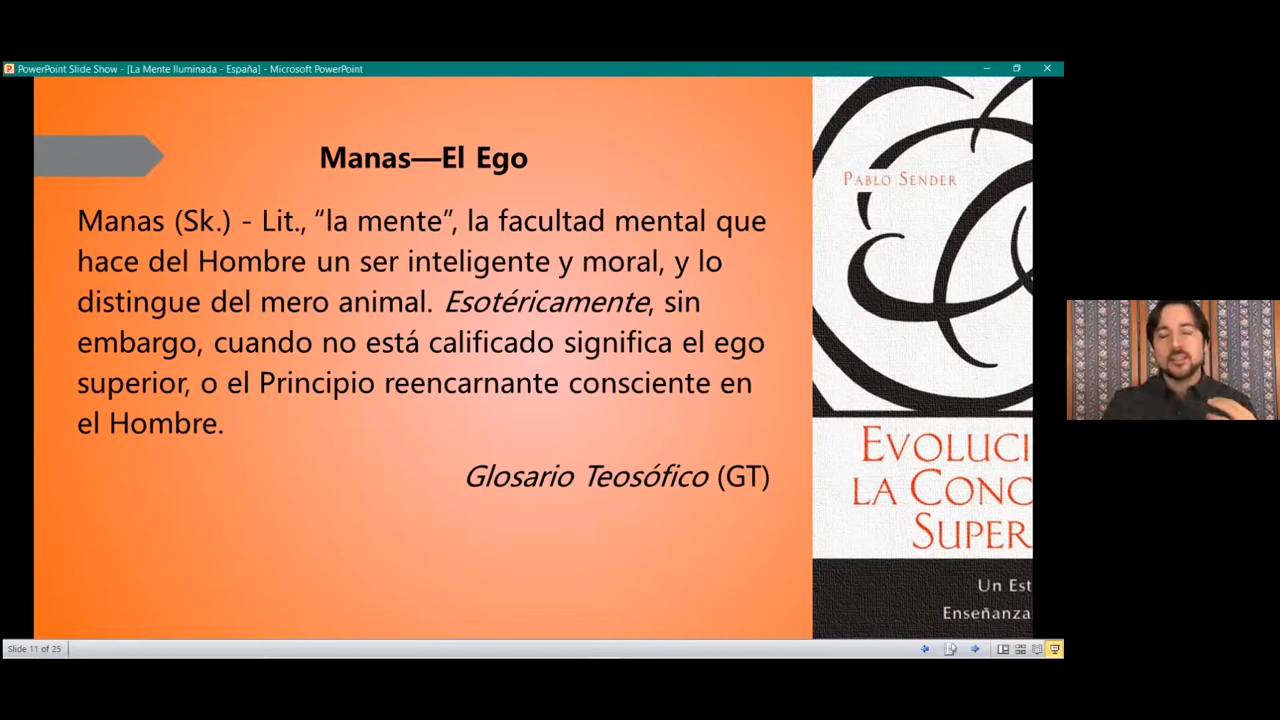 PowerPoint Slide Show - [La Mente Iluminada - España] - Microsoft PowerPoint
Manas—El Ego
Manas (Sk.) - Lit., “la mente”, la facultad mental que
hace del Hombre un ser inteligente y moral, y lo
distingue del mero animal. Esotéricamente, sin
embargo, cuando no está calificado significa el ego
superior, o el Principio reencarnante consciente en
el Hombre.
Glosario Teosófico (GT)
PABLO SENDER
EVOLUCI
LA CONC
SUPER
Un Est
Enseñanza
Slide 11 of 25